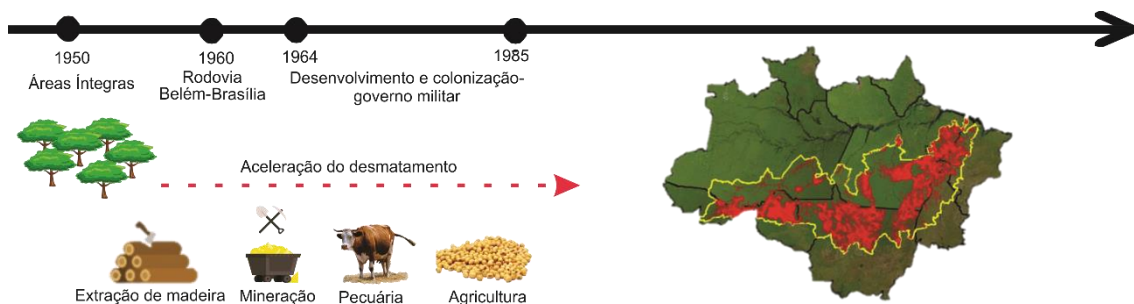 1950
1960
1964
1985
Áreas Íntegras
Rodovia
Belém-Brasília
Desenvolvimento e colonização-
governo militar
Aceleração do desmatamento
Extração de madeira
Mineração
Pecuária
Agricultura